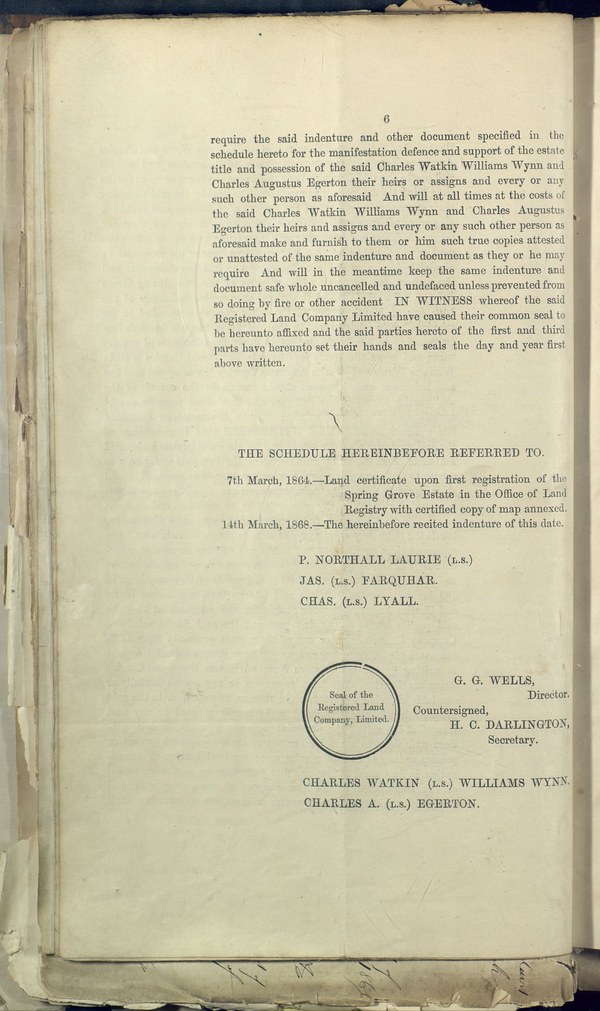 6
require the said indenture and other document specified in the
schedule hereto for the manifestation defence and support of the estate
title and possession of the said Charles Watkin Williams Wynn and
Charles Augustus Egerton their heirs or assigns and every or any
such other person as aforesaid And will at all times at the costs of
the said Charles Watkin Williams Wynn and Charles Augustus
Egerton their heirs and assigns and every or any such other person as
aforesaid make and furnish to them or him such true copies attested
or unattested of the same indenture and document as they or he may
require And will in the meantime keep the same indenture and
document safe whole uncancelled and undefaced unless prevented from
so doing by fire or other accident IN WITNESS whereof the said
Registered Land Company Limited have caused their common seal to
be hereunto affixed and the said parties hereto of the first and third
parts have hereunto set their hands and seals the day and year first
above written.
THE SCHEDULE HEREINBEFORE REFERRED TO.
7th March, 1864.—Land certificate upon first registration of the
Spring Grove Estate in the Office of Land
Registry with certified copy of map annexed.
14th March, 1868.—The hereinbefore recited indenture of this date.
P. NORTHALL LAURIE (L.S.)
JAS. (L.S.) FARQUHAR.
CHAS. (L.S.) LYALL.
Seal of the
Registered Land
Company, Limited.
G. G. WELLS,
Director.
Countersigned,
H. C. DARLINGTON,
Secretary.
CHARLES WATKIN (L.S.) WILLIAMS WYNN.
CHARLES A. (L.S.) EGERTON.